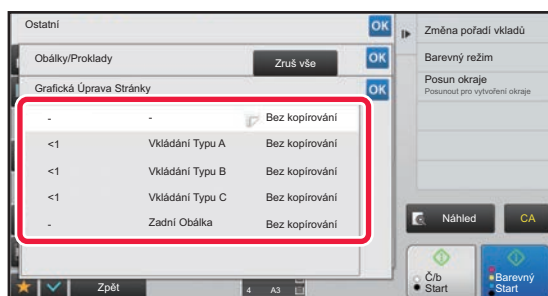 Ostatní OK
Obálky/Proklady Zruš vše OK
Grafická Úprava Stránky OK
- - Bez kopírování
<1 Vkládání Typu A Bez kopírování
<1 Vkládání Typu B Bez kopírování
<1 Vkládání Typu C Bez kopírování
- Zadní Obálka Bez kopírování
Zpět
4 A3
Změna pořadí vkladů
Barevný režim
Posun okraje
Posunout pro vytvoření okraje
Náhled CA
Č/b
Start
Barevný
Start